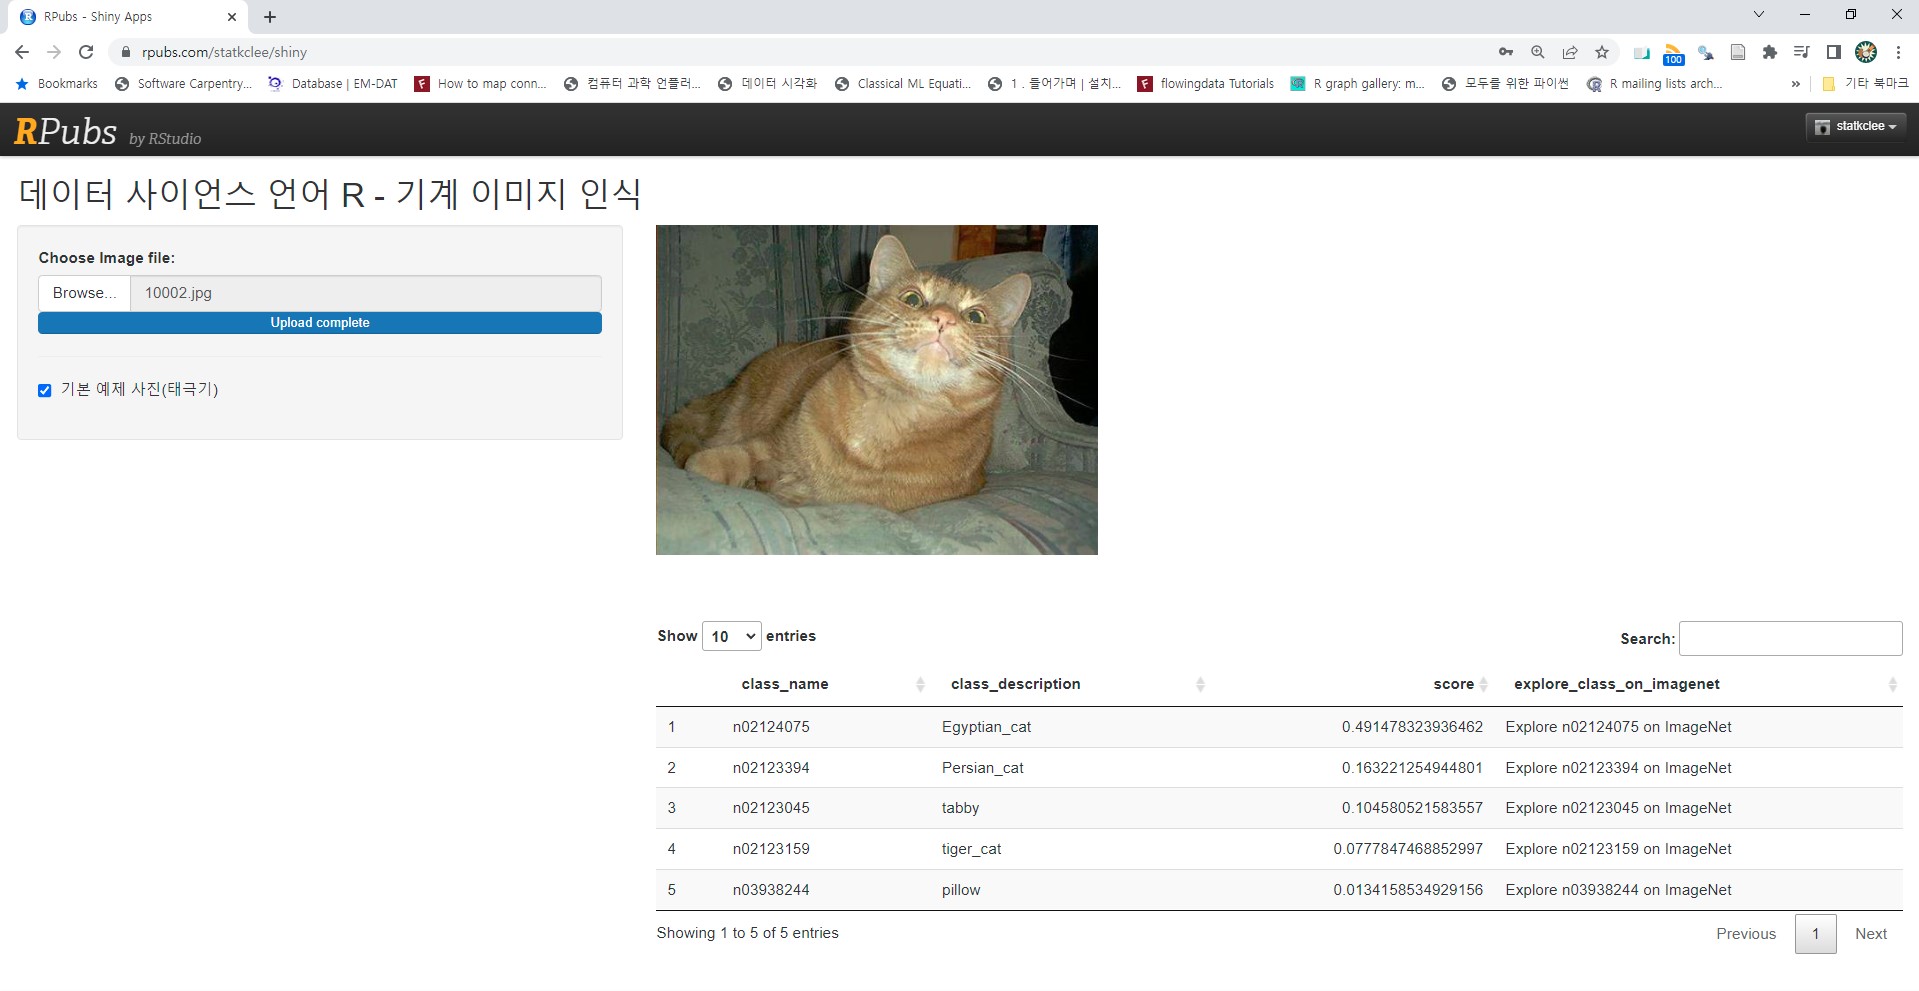 RPubs - Shiny Apps
rpubs.com/statkclee/shiny
100
Bookmarks
Software Carpentry...
Database | EM-DAT
How to map conn...
컴퓨터 과학 언플러...
데이터 시각화
Classical ML Equati...
1 . 들어가며 | 설치...
flowingdata Tutorials
R graph gallery: m...
모두를 위한 파이썬
R mailing lists arch...
»
기타 북마크
RPubs by RStudio
statkclee
데이터 사이언스 언어 R - 기계 이미지 인식
Choose Image file:
Browse... 10002.jpg
Upload complete
기본 예제 사진(태극기)
Show 10 entries
Search:
class_name class_description score explore_class_on_imagenet
1 n02124075 Egyptian_cat 0.491478323936462 Explore n02124075 on ImageNet
2 n02123394 Persian_cat 0.163221254944801 Explore n02123394 on ImageNet
3 n02123045 tabby 0.104580521583557 Explore n02123045 on ImageNet
4 n02123159 tiger_cat 0.0777847468852997 Explore n02123159 on ImageNet
5 n03938244 pillow 0.0134158534929156 Explore n03938244 on ImageNet
Showing 1 to 5 of 5 entries
Previous 1 Next